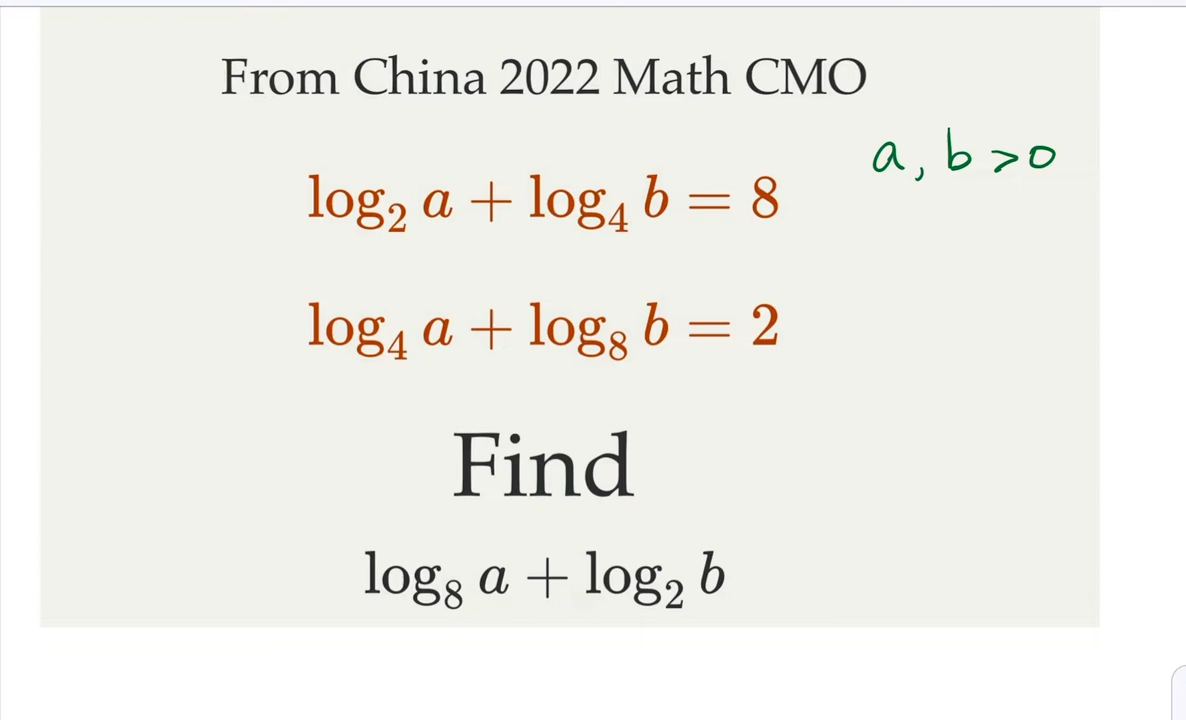 From China 2022 Math CMO
a, b >0
log₂ a + log₄ b = 8
log₄ a + log₈ b = 2
Find
log₈ a + log₂ b